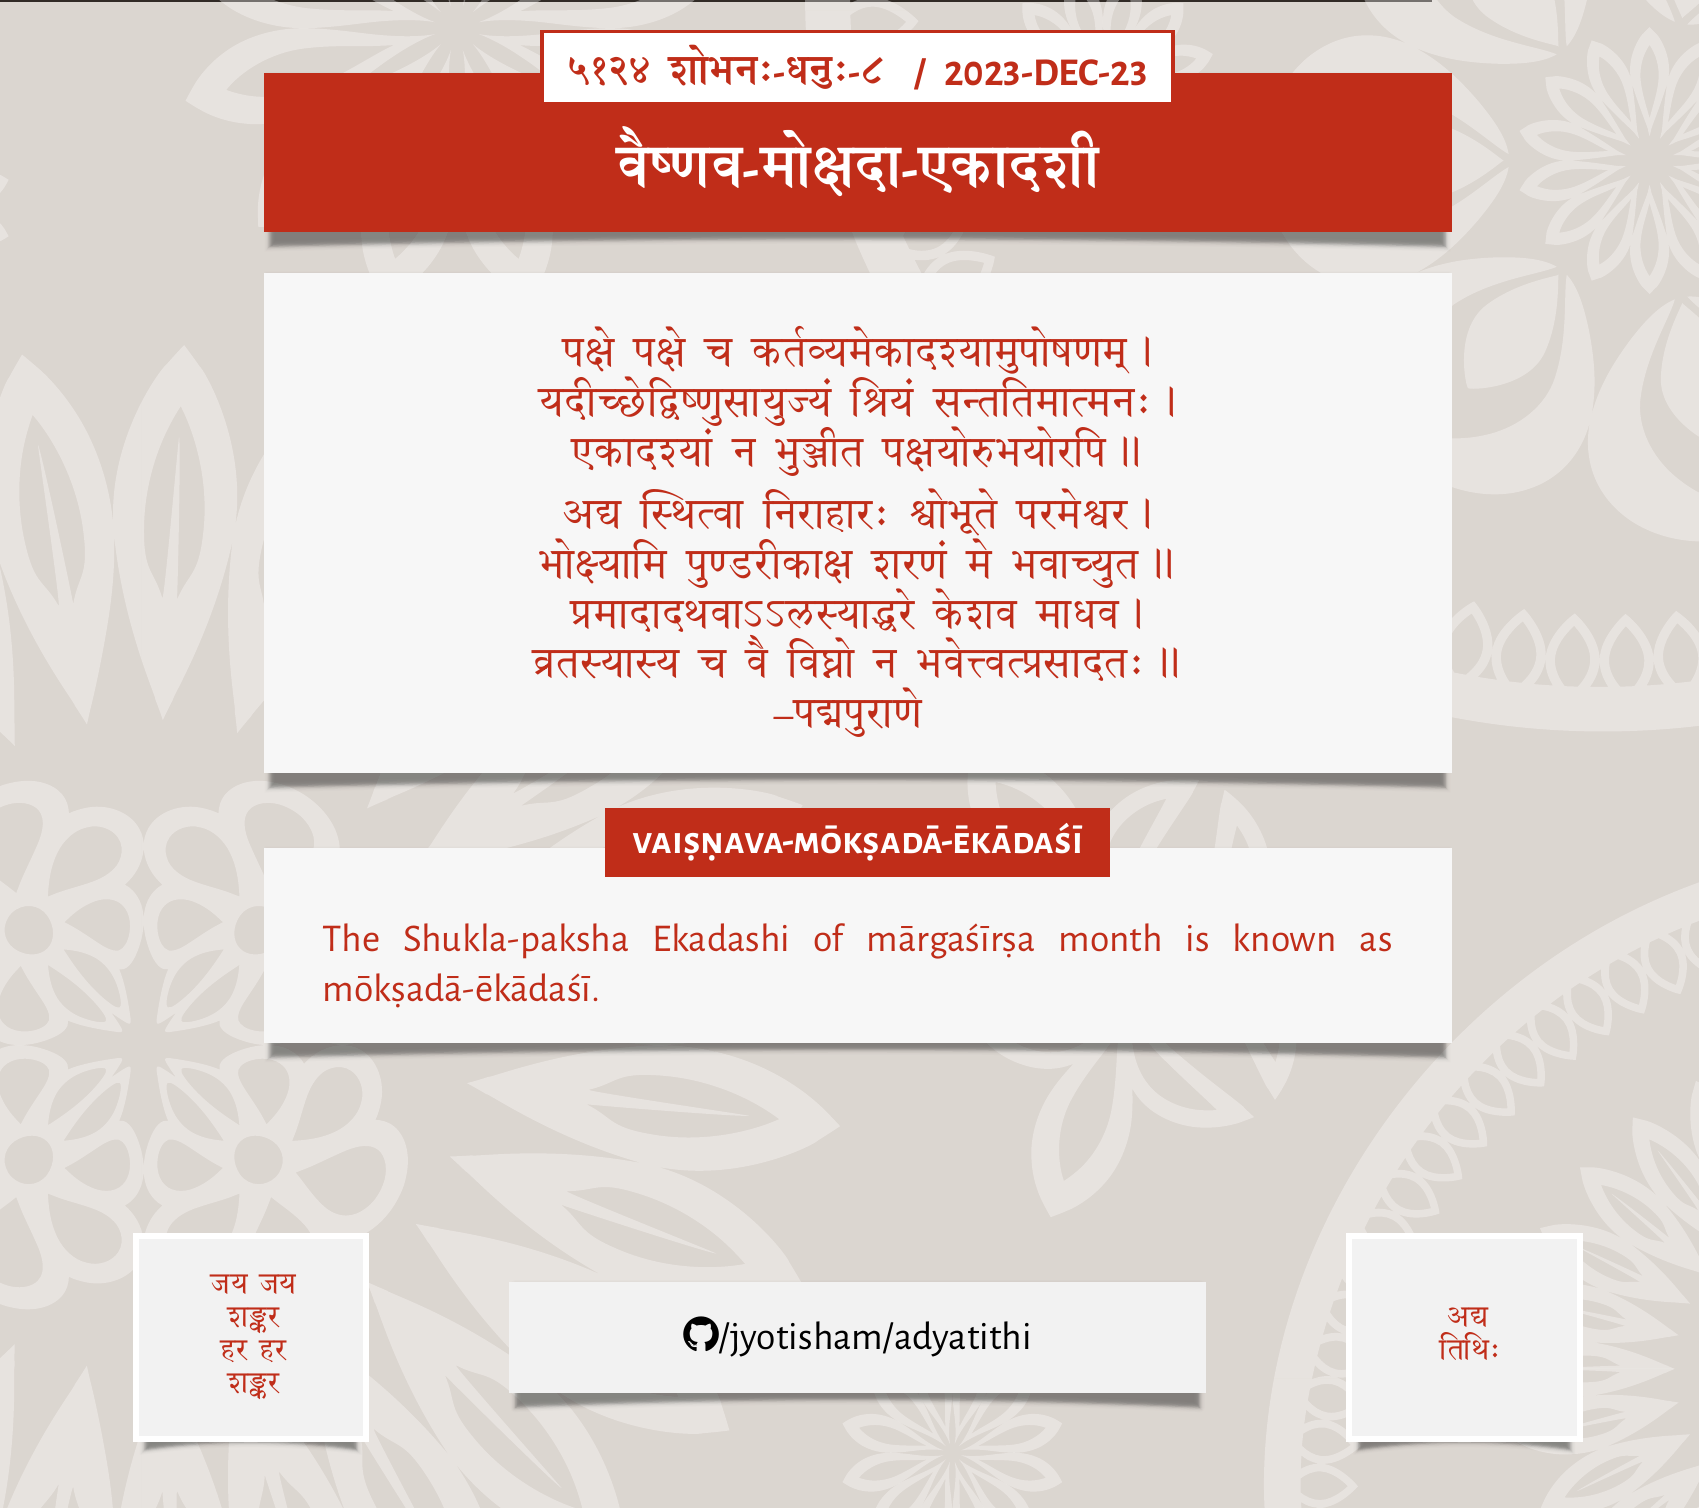 ५१२४ शोभनः-धनुः-८ / 2023-DEC-23
वैष्णव-मोक्षदा-एकादशी
पक्षे पक्षे च कर्तव्यमेकादश्यामुपोषणम् ।
यदीच्छेद्विष्णुसायुज्यं श्रियं सन्ततिमात्मनः ।
एकादश्यां न भुञ्जीत पक्षयोरुभयोरपि ॥
अद्य स्थित्वा निराहारः श्वोभूते परमेश्वर ।
भोक्ष्यामि पुण्डरीकाक्ष शरणं मे भवाच्युत ॥
प्रमादादथवाऽऽलस्याद्धरे केशव माधव ।
व्रतस्यास्य च वै विघ्नो न भवेत्त्वत्प्रसादतः ॥
–पद्मपुराणे
VAIṢṆAVA-MŌKṢADĀ-ĒKĀDAŚĪ
The Shukla-paksha Ekadashi of mārgaśīrṣa month is known as
mōkṣadā-ēkādaśī.
जय जय
शङ्कर
हर हर
शङ्कर
/jyotisham/adyatithi
अद्य
तिथिः